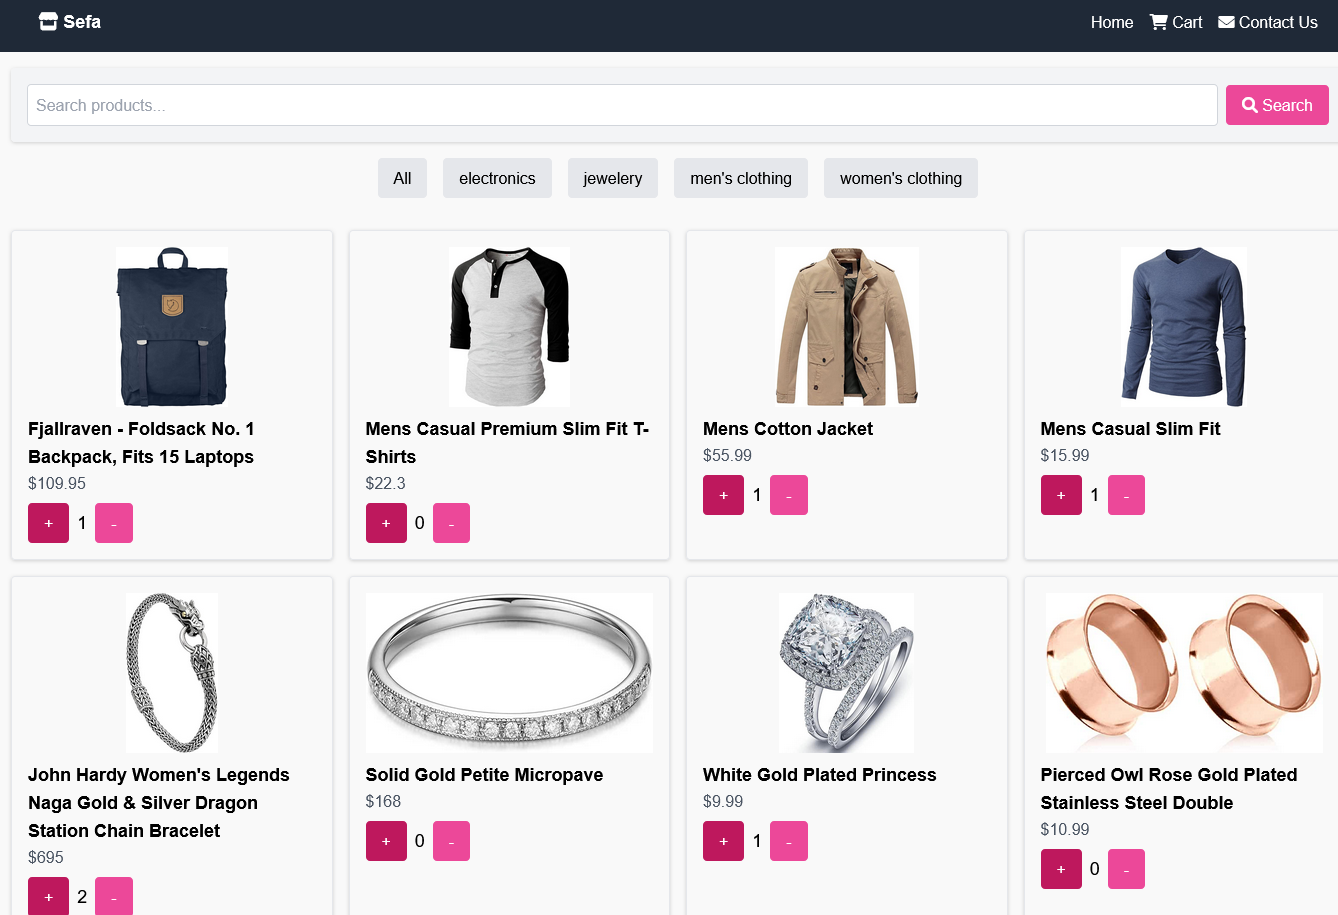 Sefa
Home Cart Contact Us
Search products...
Search
All electronics jewelery men's clothing women's clothing
Fjallraven - Foldsack No. 1
Backpack, Fits 15 Laptops
$109.95
+ 1 -
Mens Casual Premium Slim Fit T-
Shirts
$22.3
+ 0 -
Mens Cotton Jacket
$55.99
+ 1 -
Mens Casual Slim Fit
$15.99
+ 1 -
John Hardy Women's Legends
Naga Gold & Silver Dragon
Station Chain Bracelet
$695
+ 2 -
Solid Gold Petite Micropave
$168
+ 0 -
White Gold Plated Princess
$9.99
+ 1 -
Pierced Owl Rose Gold Plated
Stainless Steel Double
$10.99
+ 0 -